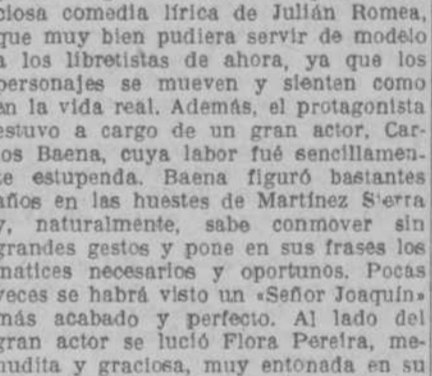 ciosa comedia lírica de Julián Romea,
que muy bien pudiera servir de modelo
a los libretistas de ahora, ya que los
personajes se mueven y sienten como
en la vida real. Además, el protagonista
estuvo a cargo de un gran actor, Car-
los Baena, cuya labor fué sencillamen-
te estupenda. Baena figuró bastantes
años en las huestes de Martínez Sierra
y, naturalmente, sabe conmover sin
grandes gestos y pone en sus frases los
matices necesarios y oportunos. Pocas
veces se habrá visto un «Señor Joaquín»
más acabado y perfecto. Al lado del
gran actor se lució Flora Pereira, me-
nudita y graciosa, muy entonada en su